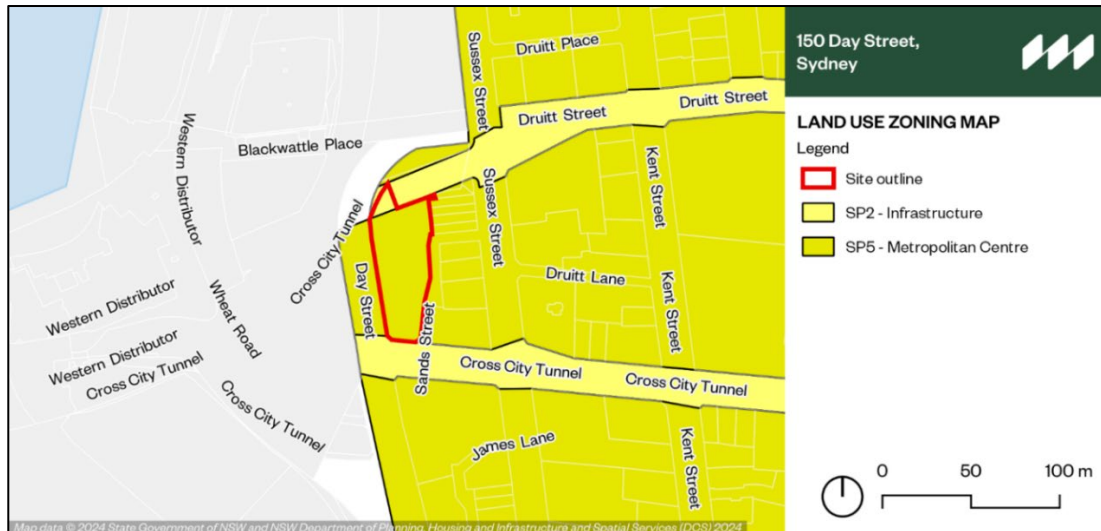 Druitt Place
Sussex Street
Druitt Street
Druitt Street
Blackwattle Place
Western Distributor
Kent Street
Sussex Street
Cross City Tunnel
Druitt Lane
Day Street
Western Distributor
Wheat Road
Kent Street
Sands Street
Western Distributor
Cross City Tunnel
Cross City Tunnel
Cross City Tunnel
Cross City Tunnel
James Lane
Kent Street
Map data © 2024 State Government of NSW and NSW Department of Planning, Housing and Infrastructure and Spatial Services (DCS) 2024
150 Day Street,
Sydney
LAND USE ZONING MAP
Legend
Site outline
SP2 - Infrastructure
SP5 - Metropolitan Centre
0 50 100 m